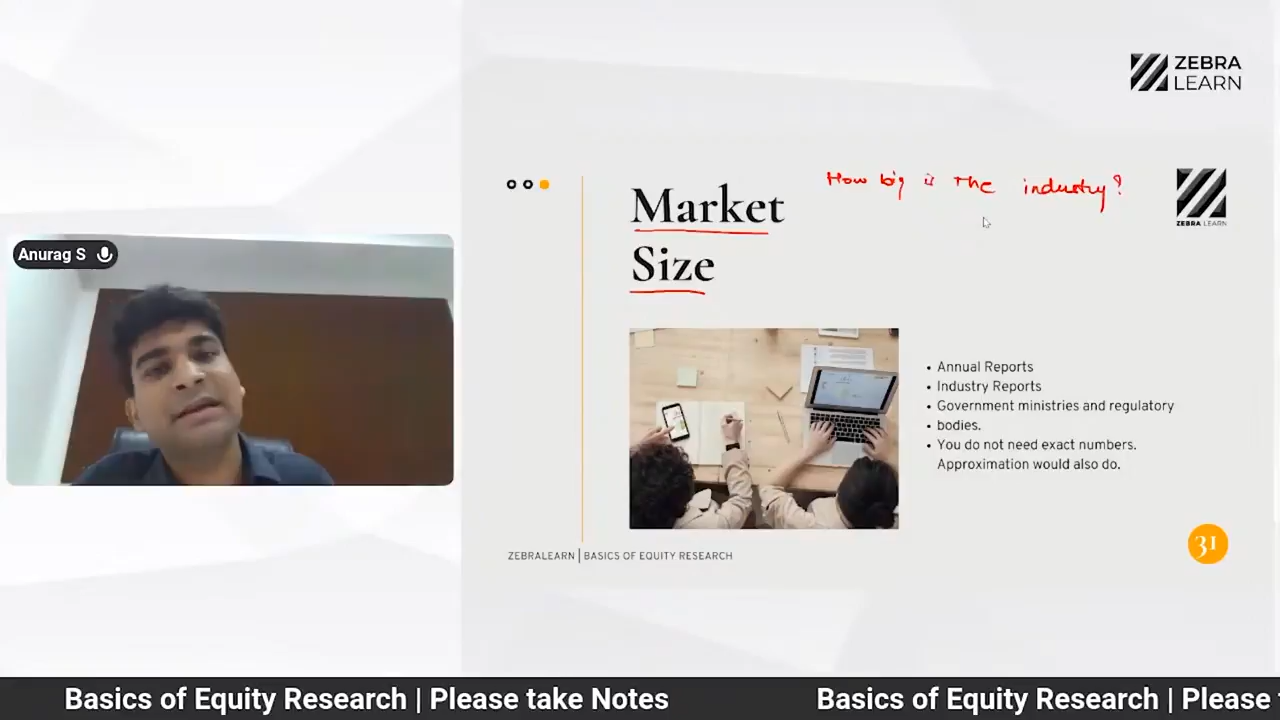 ZEBRA
LEARN
How big is the industry?
Market
Size
ZEBRA LEARN
Anurag S
• Annual Reports
• Industry Reports
• Government ministries and regulatory
• bodies.
• You do not need exact numbers.
Approximation would also do.
ZEBRALEARN | BASICS OF EQUITY RESEARCH
31
Basics of Equity Research | Please take Notes
Basics of Equity Research | Please